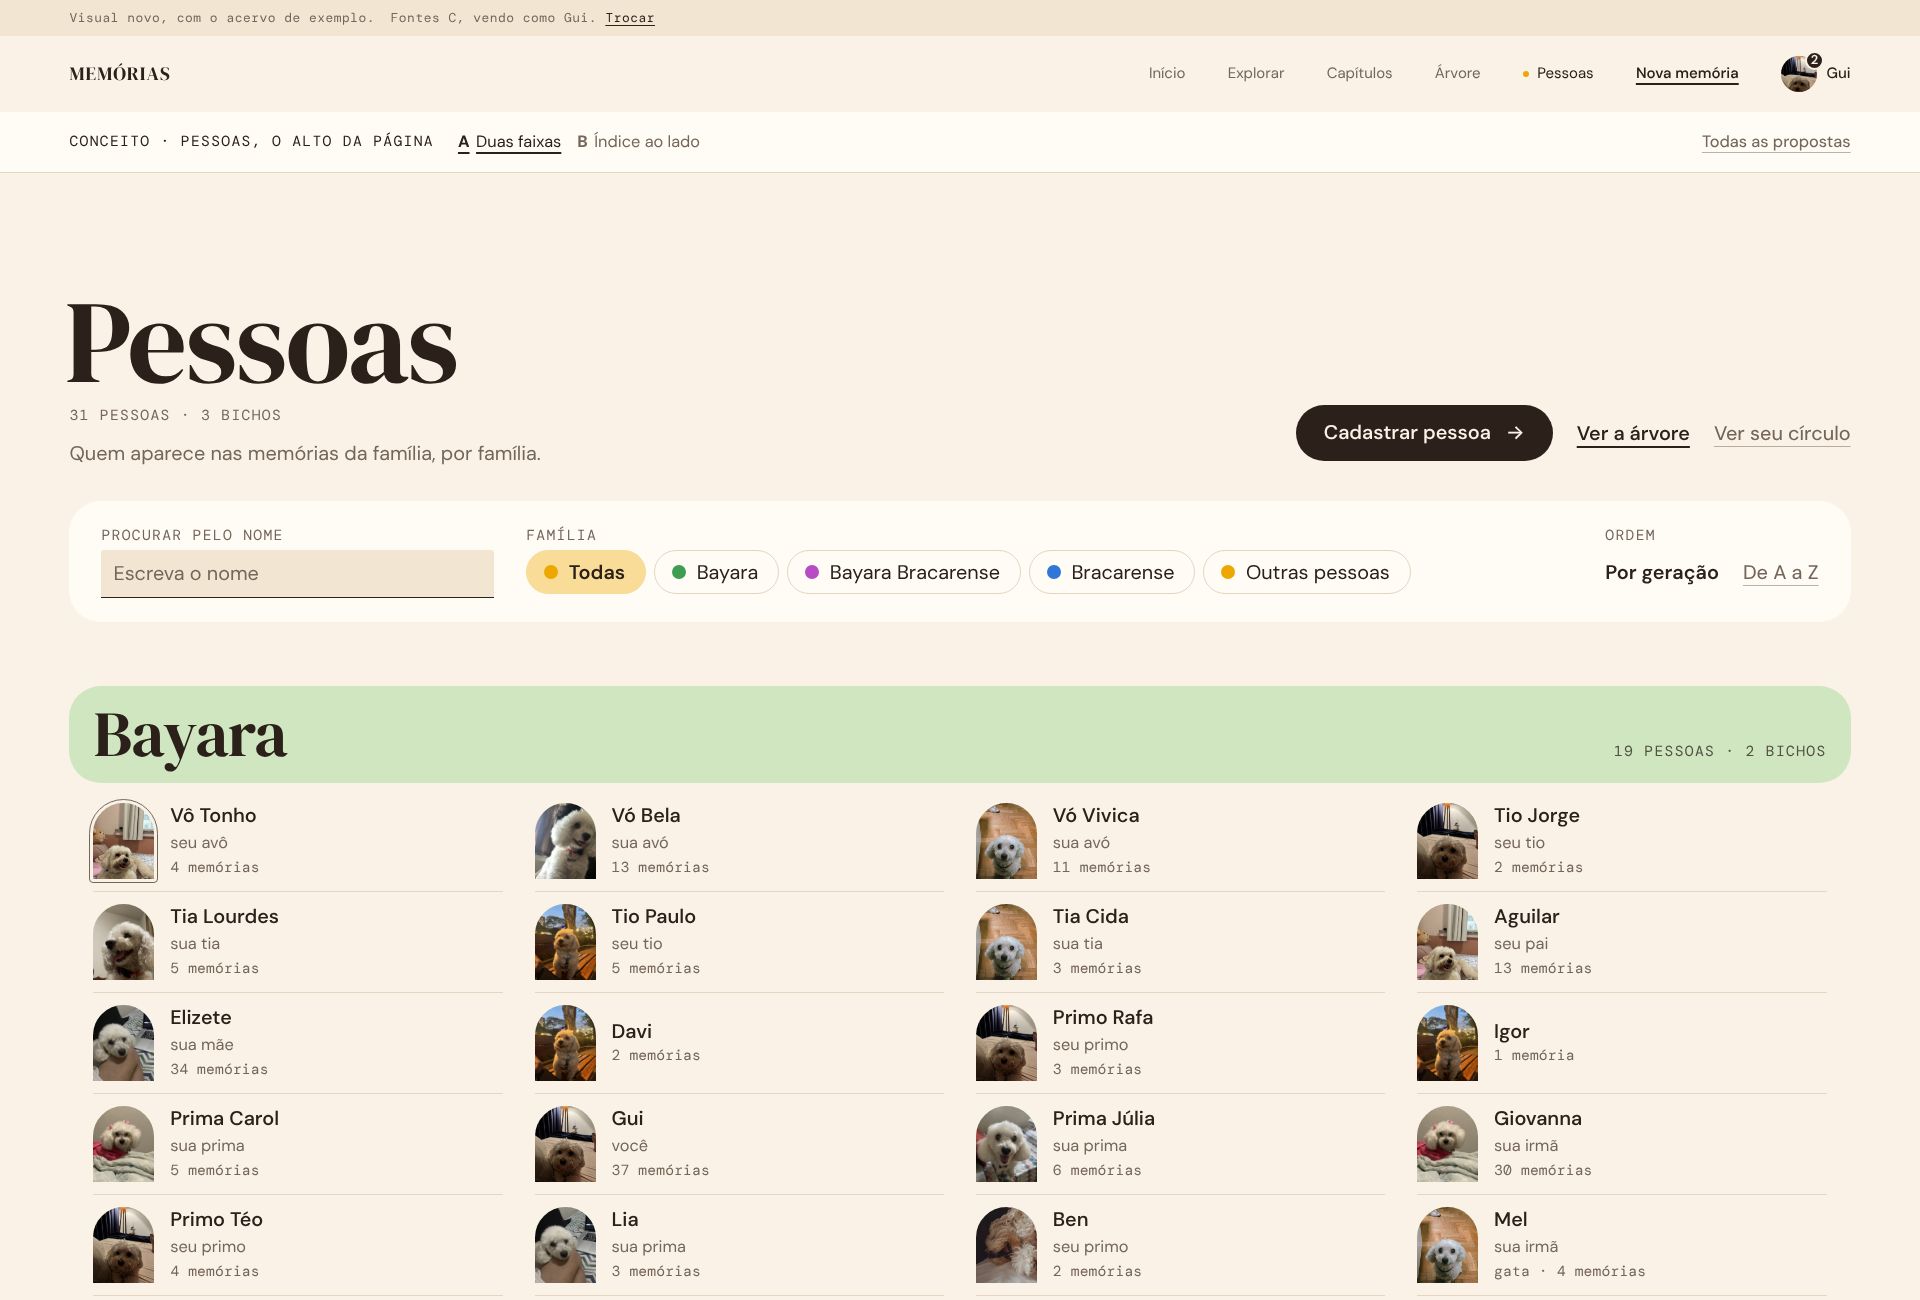 Visual novo, com o acervo de exemplo. Fontes C, vendo como Gui. Trocar
MEMÓRIAS
Início Explorar Capítulos Árvore Pessoas Nova memória 2 Gui
CONCEITO · PESSOAS, O ALTO DA PÁGINA A Duas faixas B Índice ao lado Todas as propostas
Pessoas
31 PESSOAS · 3 BICHOS
Quem aparece nas memórias da família, por família.
Cadastrar pessoa → Ver a árvore Ver seu círculo
PROCURAR PELO NOME FAMÍLIA ORDEM
Escreva o nome Todas Bayara Bayara Bracarense Bracarense Outras pessoas Por geração De A a Z
Bayara 19 PESSOAS · 2 BICHOS
Vô Tonho
seu avô
4 memórias
Vó Bela
sua avó
13 memórias
Vó Vivica
sua avó
11 memórias
Tio Jorge
seu tio
2 memórias
Tia Lourdes
sua tia
5 memórias
Tio Paulo
seu tio
5 memórias
Tia Cida
sua tia
3 memórias
Aguilar
seu pai
13 memórias
Elizete
sua mãe
34 memórias
Davi
2 memórias
Primo Rafa
seu primo
3 memórias
Igor
1 memória
Prima Carol
sua prima
5 memórias
Gui
você
37 memórias
Prima Júlia
sua prima
6 memórias
Giovanna
sua irmã
30 memórias
Primo Téo
seu primo
4 memórias
Lia
sua prima
3 memórias
Ben
seu primo
2 memórias
Mel
sua irmã
gata · 4 memórias